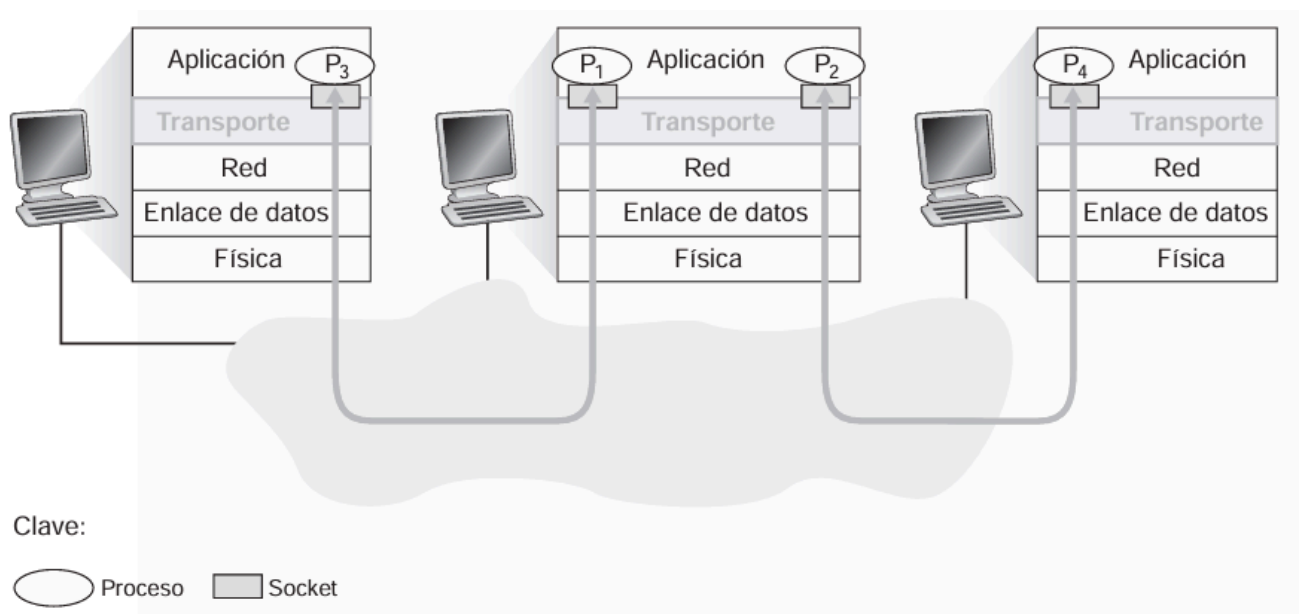 Aplicación P3
Transporte
Red
Enlace de datos
Física
P1 Aplicación P2
Transporte
Red
Enlace de datos
Física
P4 Aplicación
Transporte
Red
Enlace de datos
Física
Clave:
Proceso Socket